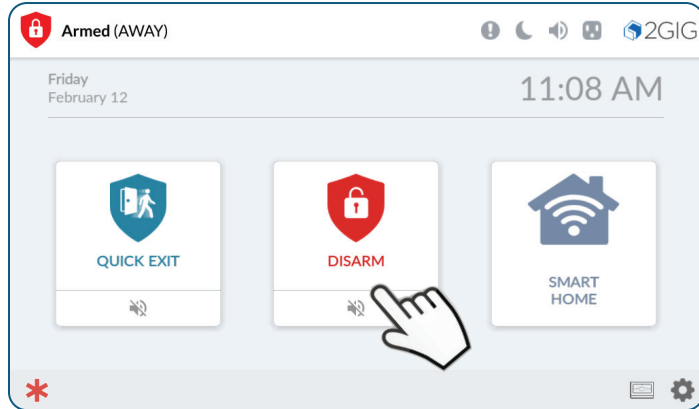 Armed (AWAY)
2GIG
Friday
February 12
11:08 AM
QUICK EXIT
DISARM
SMART
HOME